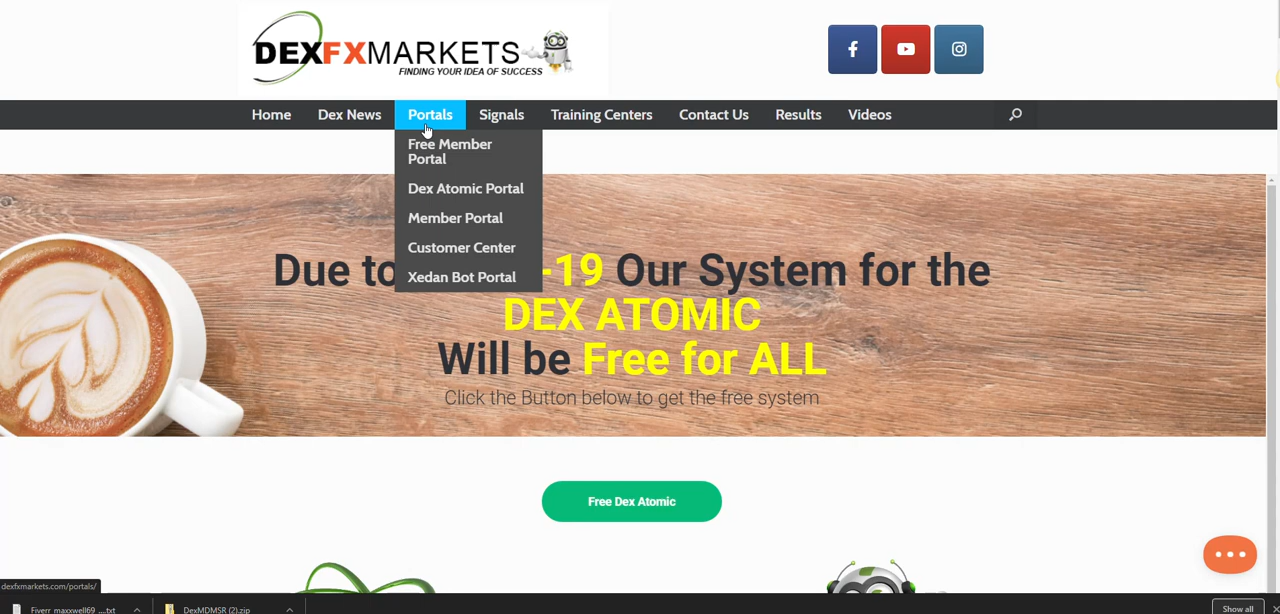 DEXFXMARKETS
FINDING YOUR IDEA OF SUCCESS
Home Dex News Portals Signals Training Centers Contact Us Results Videos
Free Member
Portal
Dex Atomic Portal
Member Portal
Customer Center
Xedan Bot Portal
Due to -19 Our System for the
DEX ATOMIC
Will be Free for ALL
Click the Button below to get the free system
Free Dex Atomic
dexfxmarkets.com/portals/
Fiverr_maxxwell69_....txt
DexMDMSR (2).zip
Show all